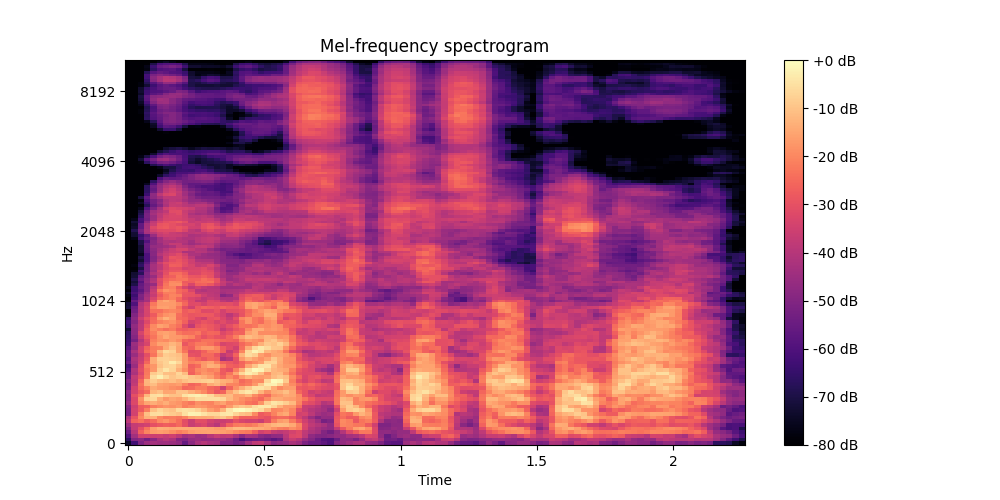 Mel-frequency spectrogram
8192
4096
2048
1024
512
0
Hz
0
0.5
1
1.5
2
Time
+0 dB
-10 dB
-20 dB
-30 dB
-40 dB
-50 dB
-60 dB
-70 dB
-80 dB